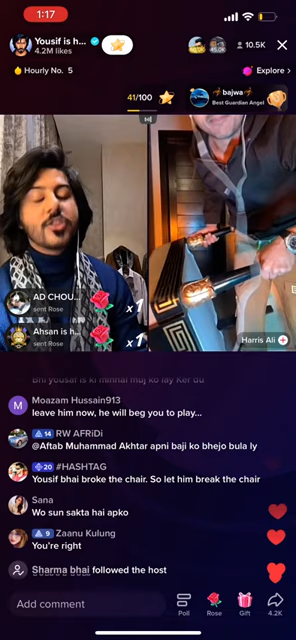 1:17
Yousif is h...
4.2M likes
10.5K
Hourly No. 5
Explore
41/100
bajwa
Best Guardian Angel
AD CHOU...
sent Rose
x1
Ahsan is h...
sent Rose
x1
Harris Ali
Bhi yousaf is ki minnai muj ko lay Ker du
Moazam Hussain913
leave him now, he will beg you to play...
14 RW AFRiDi
@Aftab Muhammad Akhtar apni baji ko bhejo bula ly
20 #HASHTAG
Yousif bhai broke the chair. So let him break the chair
Sana
Wo sun sakta hai apko
9 Zaanu Kulung
You're right
Sharma bhai followed the host
Add comment
Poll
Rose
Gift
4.2K